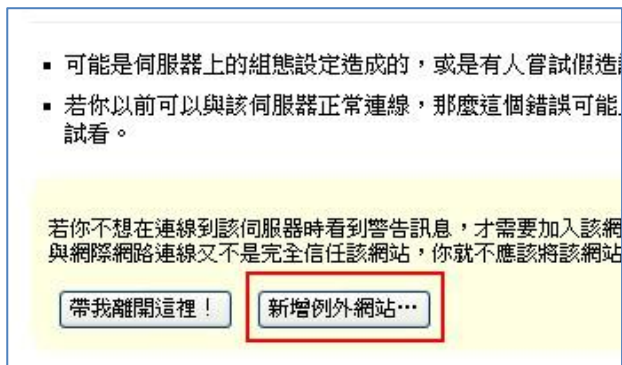 可能是伺服器上的組態設定造成的，或是有人嘗試假造
若你以前可以與該伺服器正常連線，那麼這個錯誤可能
試看。
若你不想在連線到該伺服器時看到警告訊息，才需要加入該網
與網際網路連線又不是完全信任該網站，你就不應該將該網站
帶我離開這裡！ 新增例外網站…